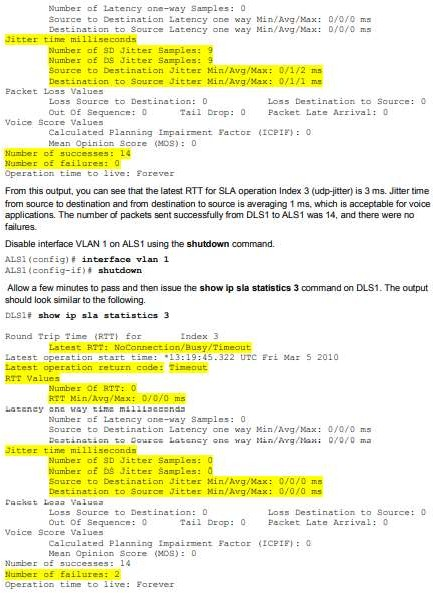 Number of Latency one-way Samples: 0
Source to Destination Latency one way Min/Avg/Max: 0/0/0 ms
Destination to Source Latency one way Min/Avg/Max: 0/0/0 ms
Jitter time milliseconds
Number of SD Jitter Samples: 9
Number of DS Jitter Samples: 9
Source to Destination Jitter Min/Avg/Max: 0/1/2 ms
Destination to Source Jitter Min/Avg/Max: 0/1/1 ms
Packet Loss Values
Loss Source to Destination: 0 Loss Destination to Source: 0
Out Of Sequence: 0 Tail Drop: 0 Packet Late Arrival: 0
Voice Score Values
Calculated Planning Impairment Factor (ICPIF): 0
Mean Opinion Score (MOS): 0
Number of successes: 14
Number of failures: 0
Operation time to live: Forever
From this output, you can see that the latest RTT for SLA operation Index 3 (udp-jitter) is 3 ms. Jitter time
from source to destination and from destination to source is averaging 1 ms, which is acceptable for voice
applications. The number of packets sent successfully from DLS1 to ALS1 was 14, and there were no
failures.
Disable interface VLAN 1 on ALS1 using the shutdown command.
ALS1(config)# interface vlan 1
ALS1(config-if)# shutdown
Allow a few minutes to pass and then issue the show ip sla statistics 3 command on DLS1. The output
should look similar to the following.
DLS1# show ip sla statistics 3
Round Trip Time (RTT) for Index 3
Latest RTT: NoConnection/Busy/Timeout
Latest operation start time: *13:19:45.322 UTC Fri Mar 5 2010
Latest operation return code: Timeout
RTT Values
Number Of RTT: 0
RTT Min/Avg/Max: 0/0/0 ms
Latency one way time milliseconds
Number of Latency one-way Samples: 0
Source to Destination Latency one way Min/Avg/Max: 0/0/0 ms
Destination to Source Latency one way Min/Avg/Max: 0/0/0 ms
Jitter time milliseconds
Number of SD Jitter Samples: 0
Number of DS Jitter Samples: 0
Source to Destination Jitter Min/Avg/Max: 0/0/0 ms
Destination to Source Jitter Min/Avg/Max: 0/0/0 ms
Packet Loss Values
Loss Source to Destination: 0 Loss Destination to Source: 0
Out Of Sequence: 0 Tail Drop: 0 Packet Late Arrival: 0
Voice Score Values
Calculated Planning Impairment Factor (ICPIF): 0
Mean Opinion Score (MOS): 0
Number of successes: 14
Number of failures: 2
Operation time to live: Forever